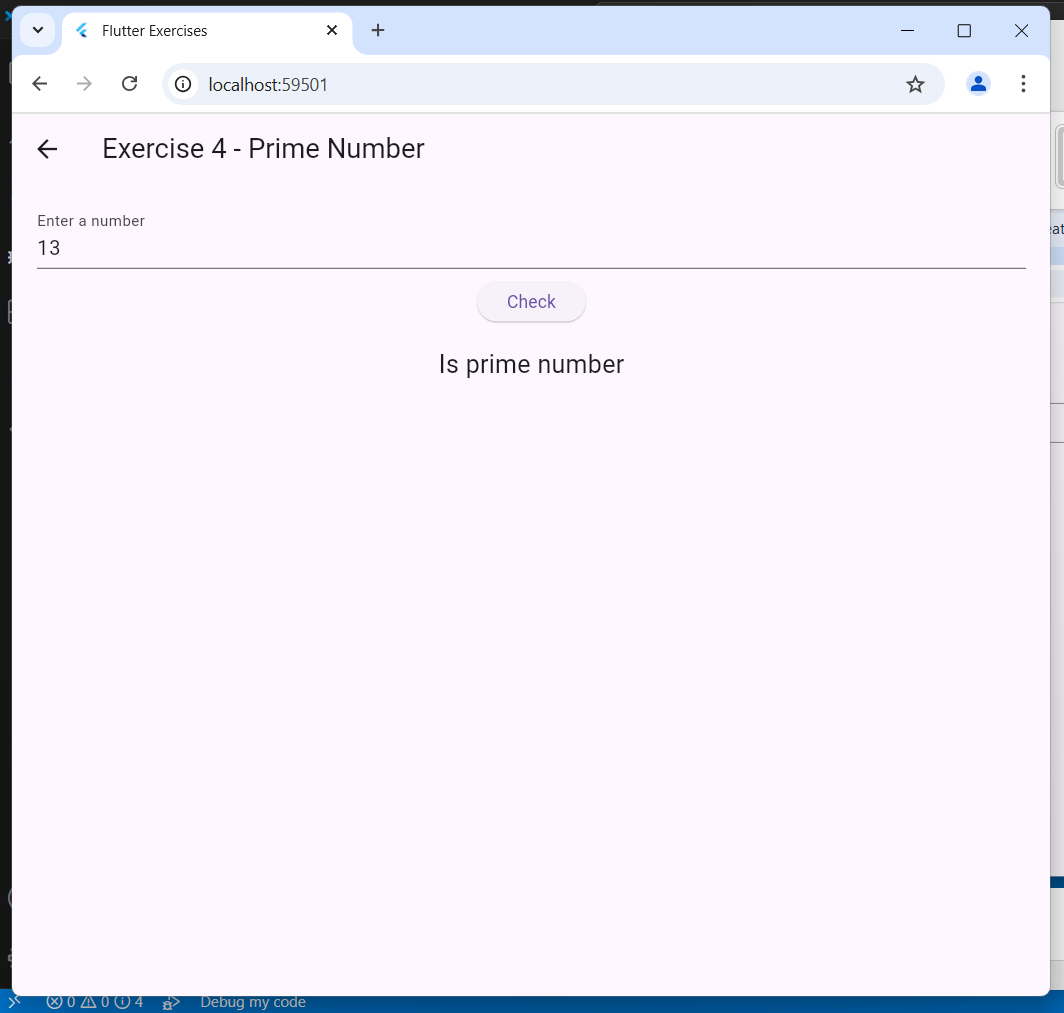 Flutter Exercises
localhost:59501
Exercise 4 - Prime Number
Enter a number
13
Check
Is prime number
0 0 4 Debug my code